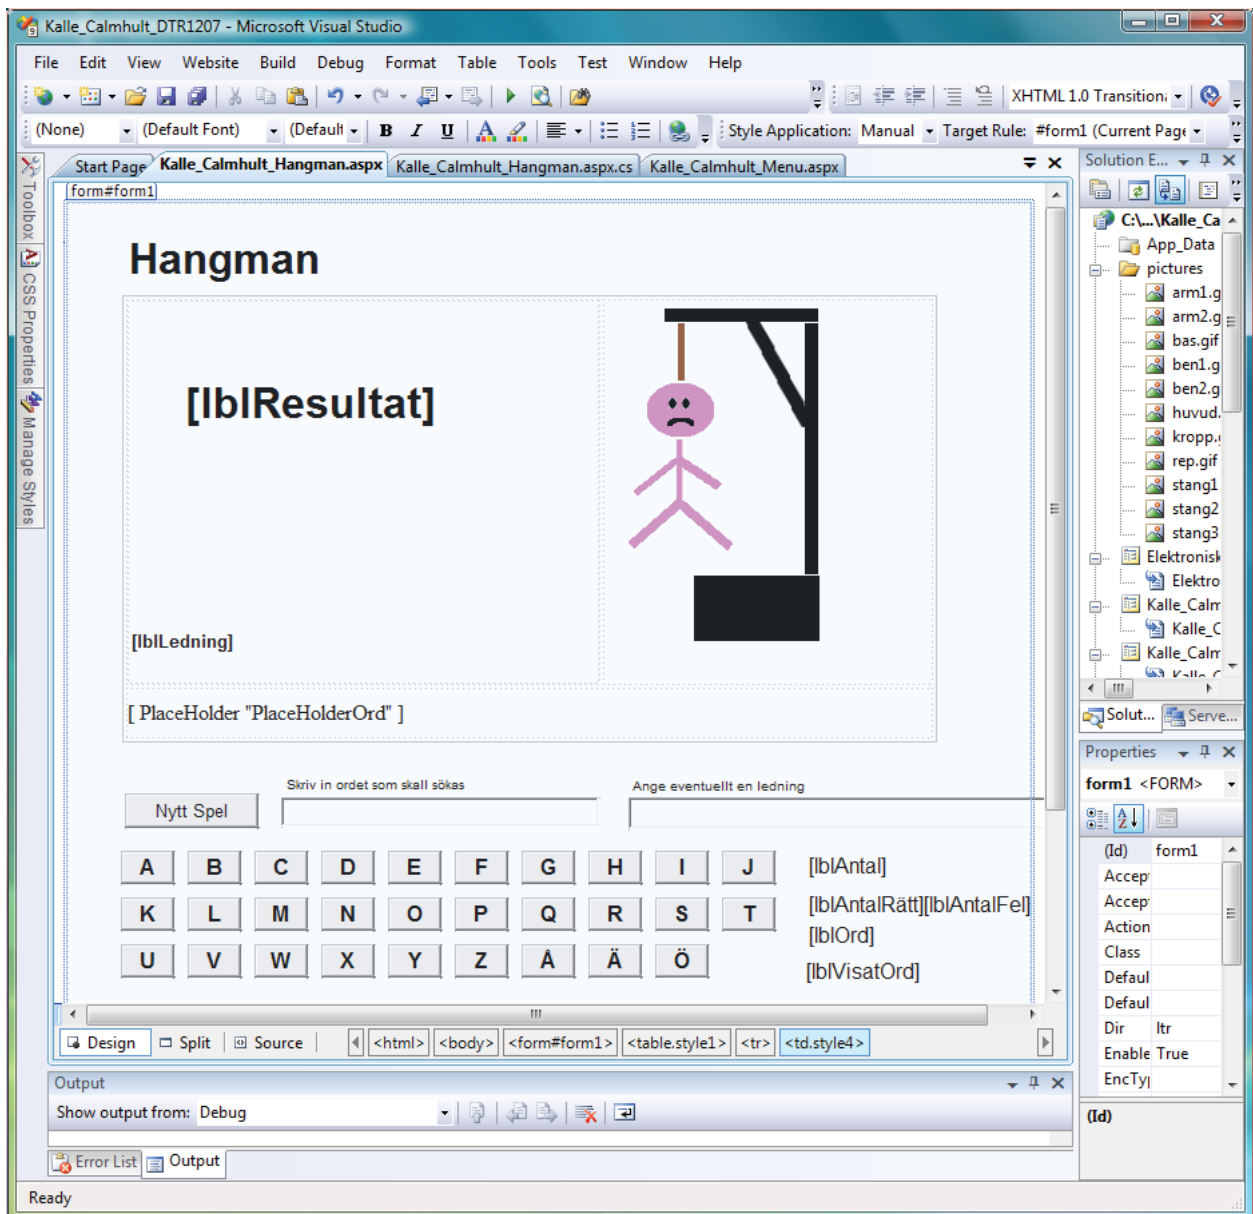 Kalle_Calmhult_DTR1207 - Microsoft Visual Studio
File Edit View Website Build Debug Format Table Tools Test Window Help
XHTML 1.0 Transition:
(None) (Default Font) (Default B I U A Style Application: Manual Target Rule: #form1 (Current Page
Start Page Kalle_Calmhult_Hangman.aspx Kalle_Calmhult_Hangman.aspx.cs Kalle_Calmhult_Menu.aspx
Toolbox
CSS Properties
Manage Styles
form#form1
Hangman
[lblResultat]
[lblLedning]
[ PlaceHolder "PlaceHolderOrd" ]
Skriv in ordet som skall sökas Ange eventuellt en ledning
Nytt Spel
A B C D E F G H I J [lblAntal]
K L M N O P Q R S T [lblAntalRätt][lblAntalFel]
[lblOrd]
U V W X Y Z Å Ä Ö [lblVisatOrd]
Design Split Source <html> <body> <form#form1> <table.style1> <tr> <td.style4>
Output
Show output from: Debug
Error List Output
Ready
Solution E...
C:\...\Kalle_Ca
App_Data
pictures
arm1.g
arm2.g
bas.gif
ben1.g
ben2.g
huvud.
kropp.
rep.gif
stang1
stang2
stang3
Elektronisk
Elektro
Kalle_Calm
Kalle_C
Kalle_Calm
Kalle_C
Solut... Serve...
Properties
form1 <FORM>
(Id) form1
Accep
Accep
Action
Class
Defaul
Defaul
Dir ltr
Enable True
EncTy
(Id)